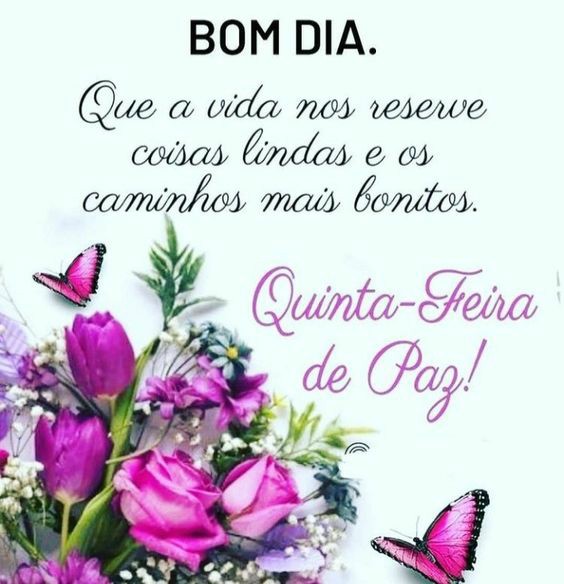 BOM DIA.
Que a vida nos reserve
coisas lindas e os
caminhos mais bonitos.
Quinta-Feira
de Paz!